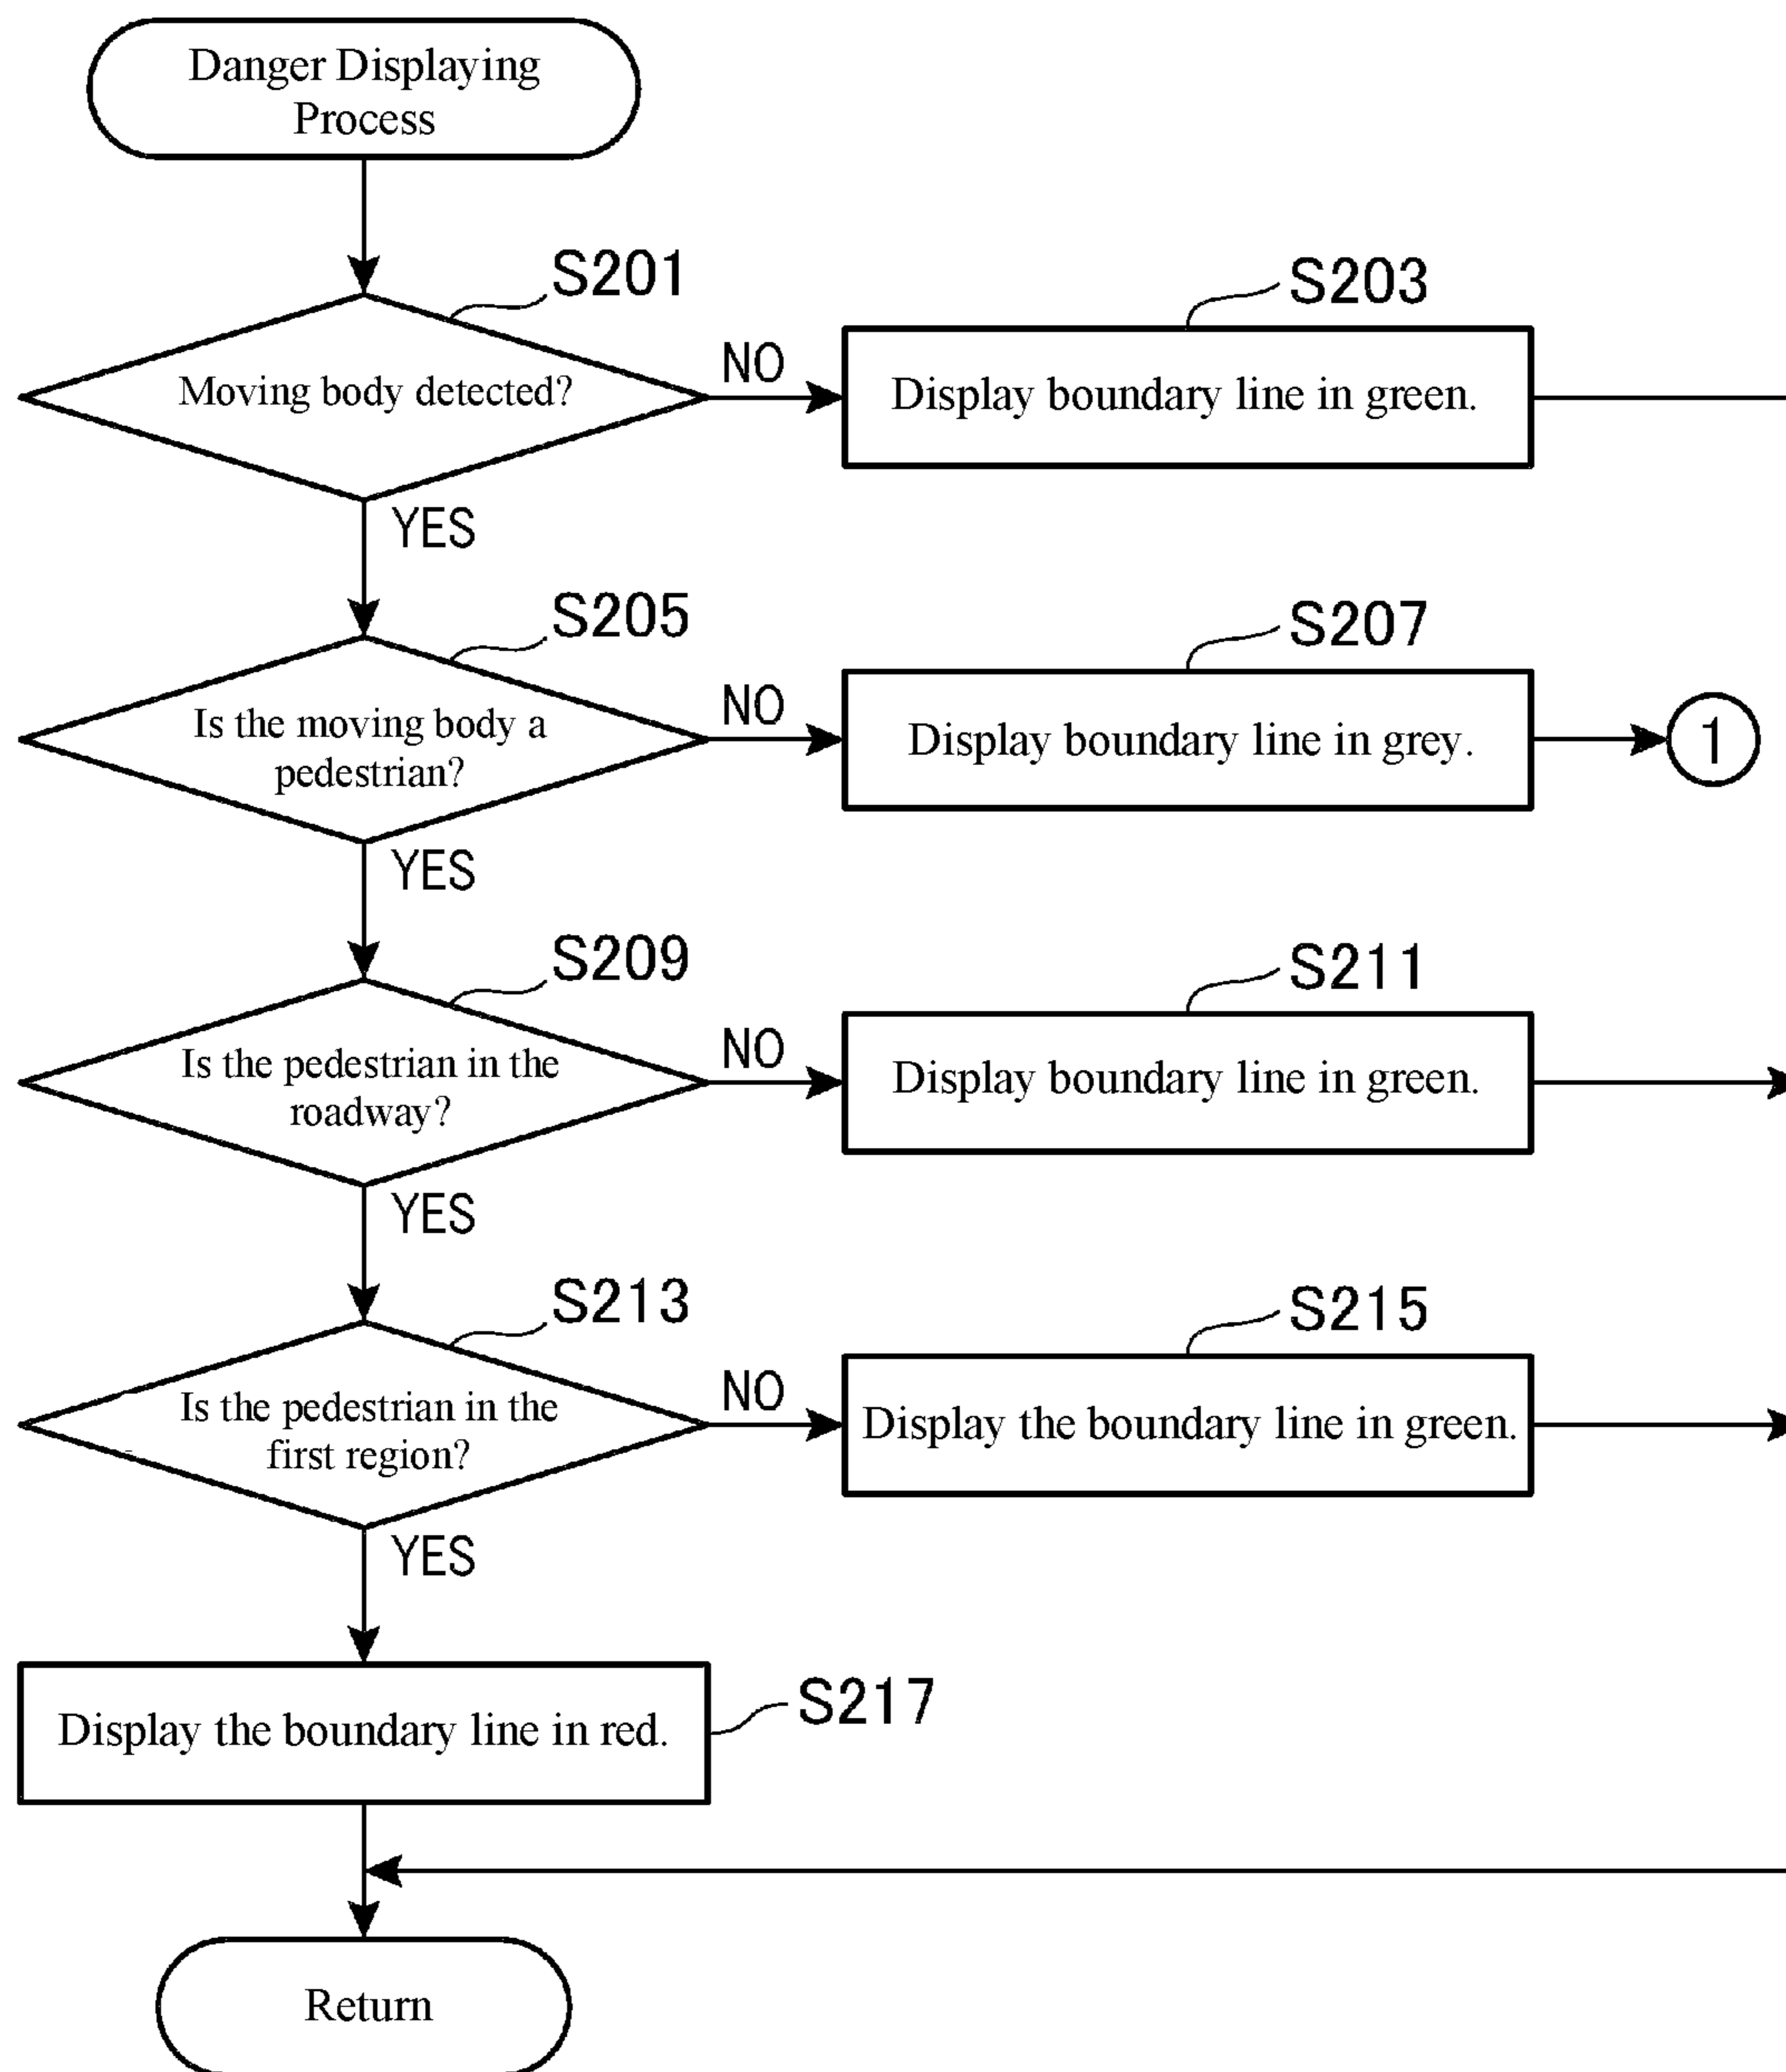 Danger Displaying
Process
S201
Moving body detected?
NO
S203
Display boundary line in green.
YES
S205
Is the moving body a
pedestrian?
NO
S207
Display boundary line in grey.
1
YES
S209
Is the pedestrian in the
roadway?
NO
S211
Display boundary line in green.
YES
S213
Is the pedestrian in the
first region?
NO
S215
Display the boundary line in green.
YES
Display the boundary line in red.
S217
Return